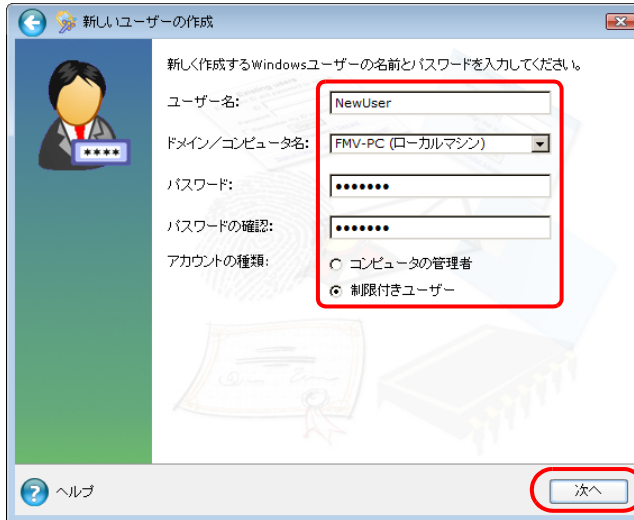 新しいユーザーの作成
新しく作成するWindowsユーザーの名前とパスワードを入力してください。
ユーザー名:
NewUser
ドメイン／コンピュータ名:
FMV-PC (ローカルマシン)
パスワード:
•••••••
パスワードの確認:
•••••••
アカウントの種類:
コンピュータの管理者
制限付きユーザー
****
ヘルプ
次へ